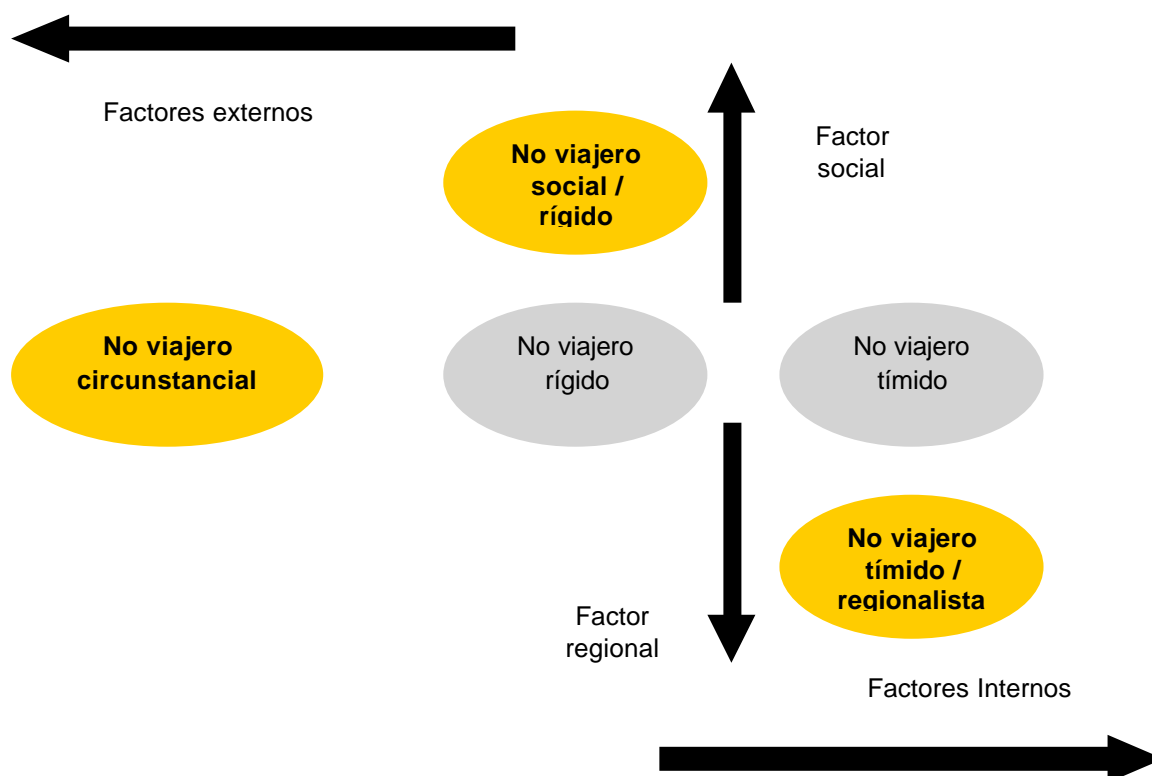 Factores externos
No viajero
social /
rígido
Factor
social
No viajero
circunstancial
No viajero
rígido
No viajero
tímido
No viajero
tímido /
regionalista
Factor
regional
Factores Internos